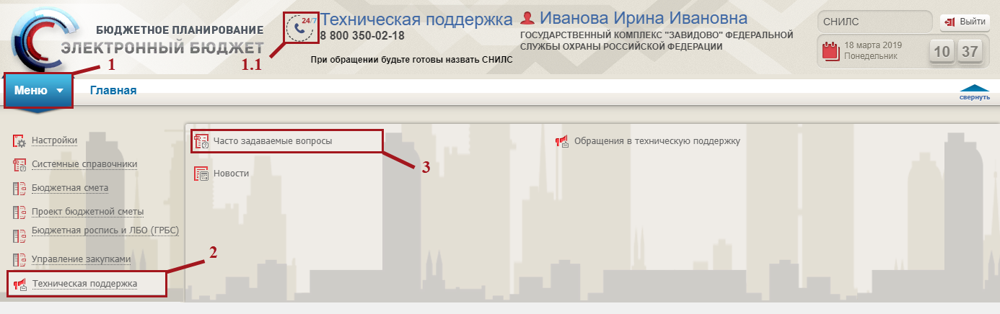 БЮДЖЕТНОЕ ПЛАНИРОВАНИЕ
ЭЛЕКТРОННЫЙ БЮДЖЕТ
24/7
Техническая поддержка
8 800 350-02-18
При обращении будьте готовы назвать СНИЛС
Иванова Ирина Ивановна
ГОСУДАРСТВЕННЫЙ КОМПЛЕКС "ЗАВИДОВО" ФЕДЕРАЛЬНОЙ
СЛУЖБЫ ОХРАНЫ РОССИЙСКОЙ ФЕДЕРАЦИИ
СНИЛС
Выйти
18 марта 2019
Понедельник
10 37
1
1.1
Меню
Главная
свернуть
Настройки
Системные справочники
Бюджетная смета
Проект бюджетной сметы
Бюджетная роспись и ЛБО (ГРБС)
Управление закупками
Техническая поддержка
2
Часто задаваемые вопросы
3
Новости
Обращения в техническую поддержку